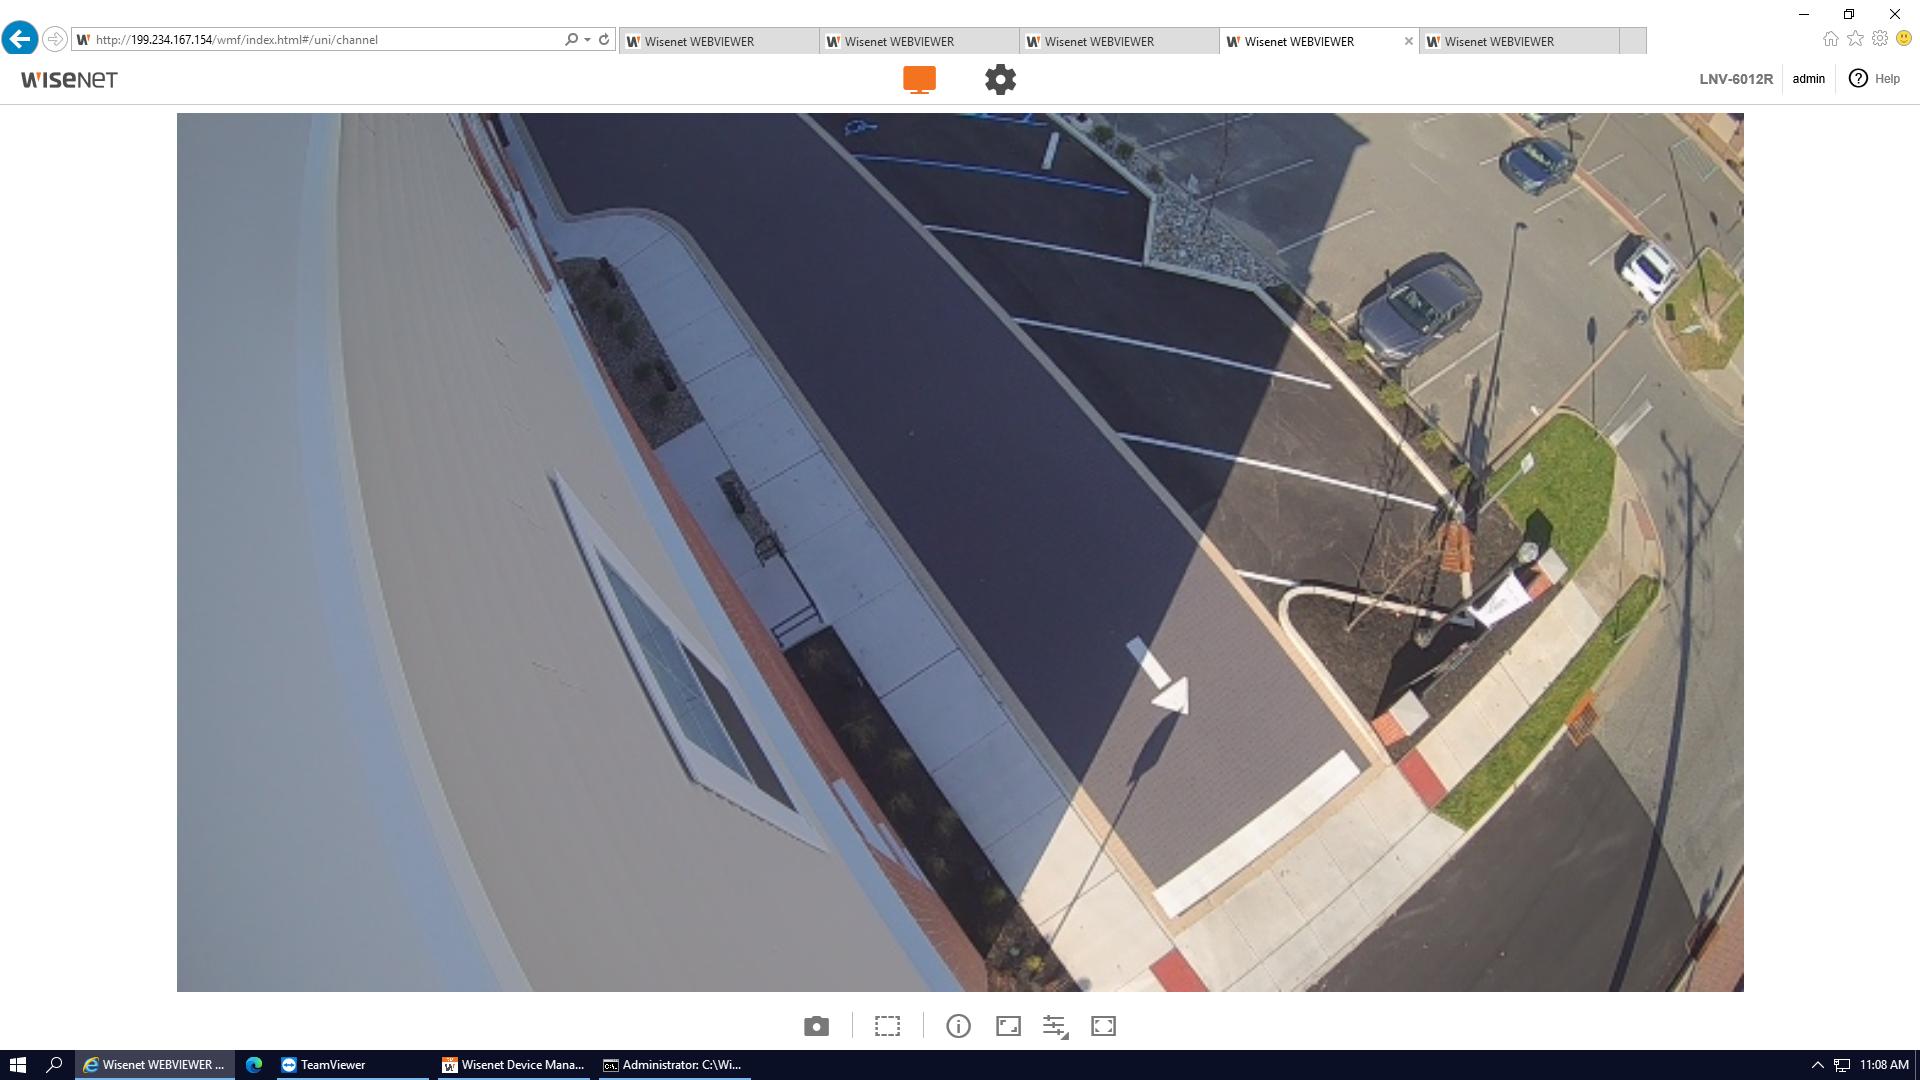 http://199.234.167.154/wmf/index.html#/uni/channel
Wisenet WEBVIEWER
Wisenet WEBVIEWER
Wisenet WEBVIEWER
Wisenet WEBVIEWER
Wisenet WEBVIEWER
WISENET
LNV-6012R
admin
? Help
Wisenet WEBVIEWER ...
TeamViewer
Wisenet Device Mana...
Administrator: C:\Wi...
11:08 AM